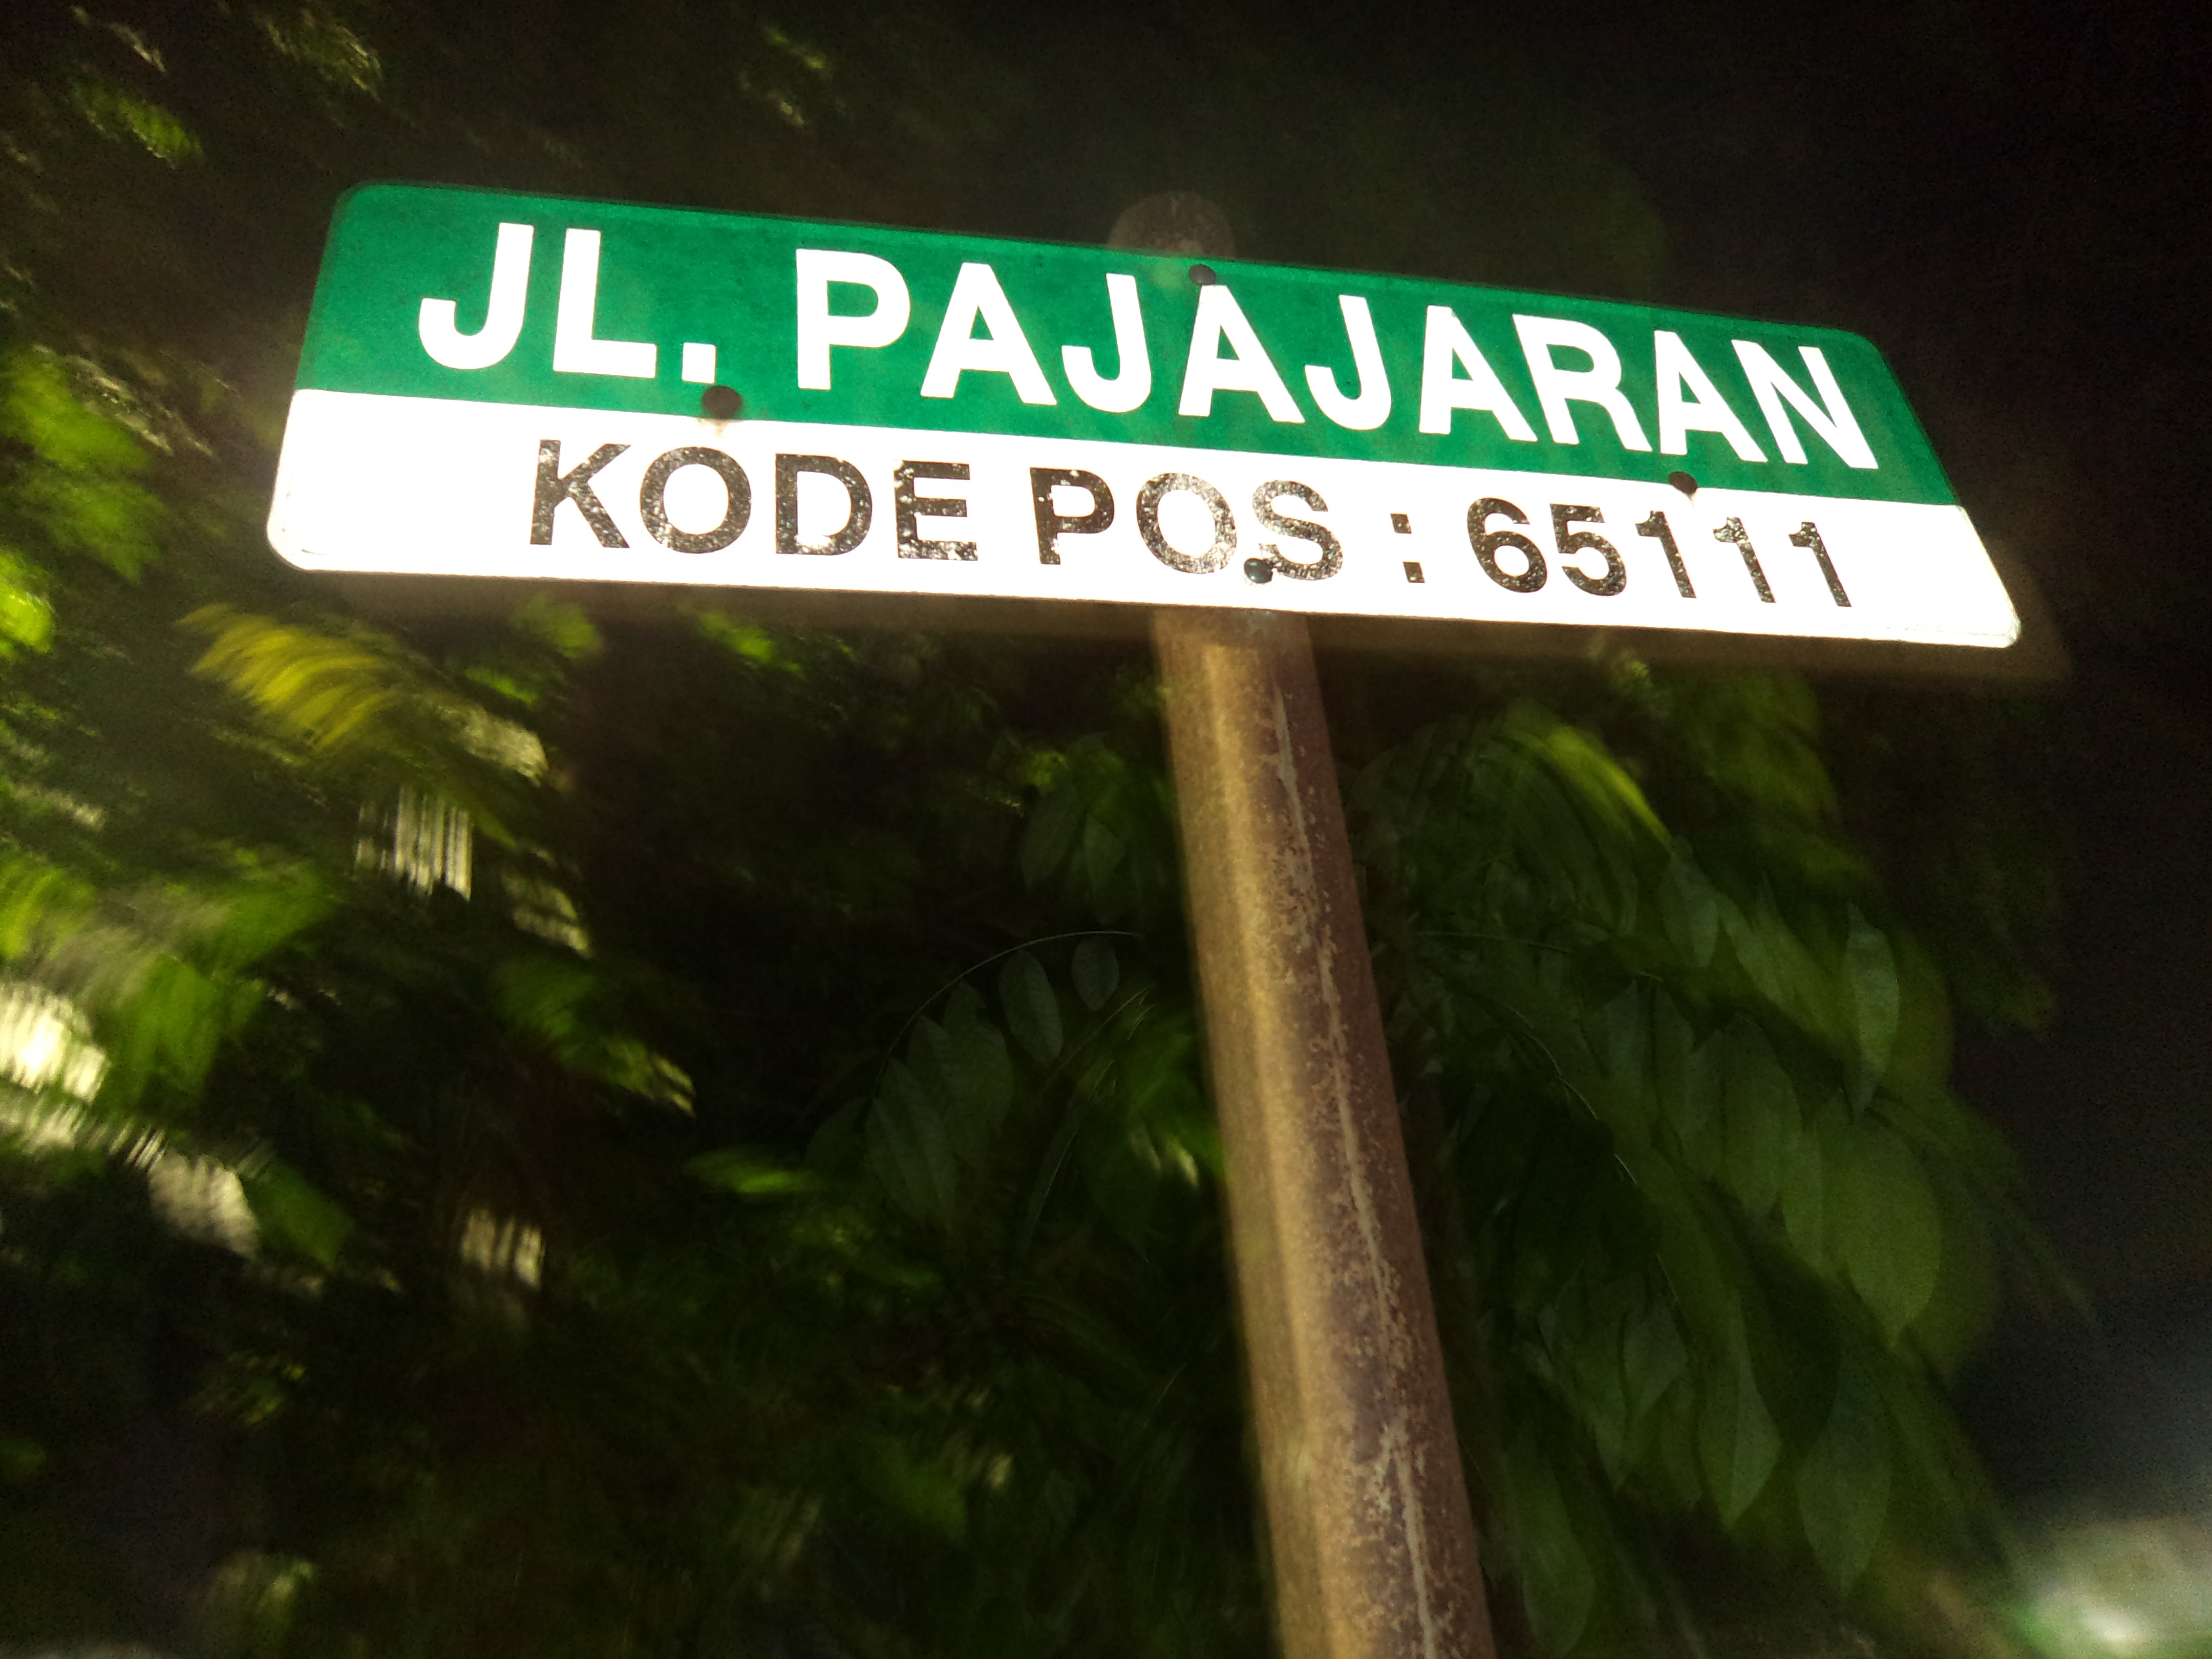 JL. PAJAJARAN
KODE POS : 65111